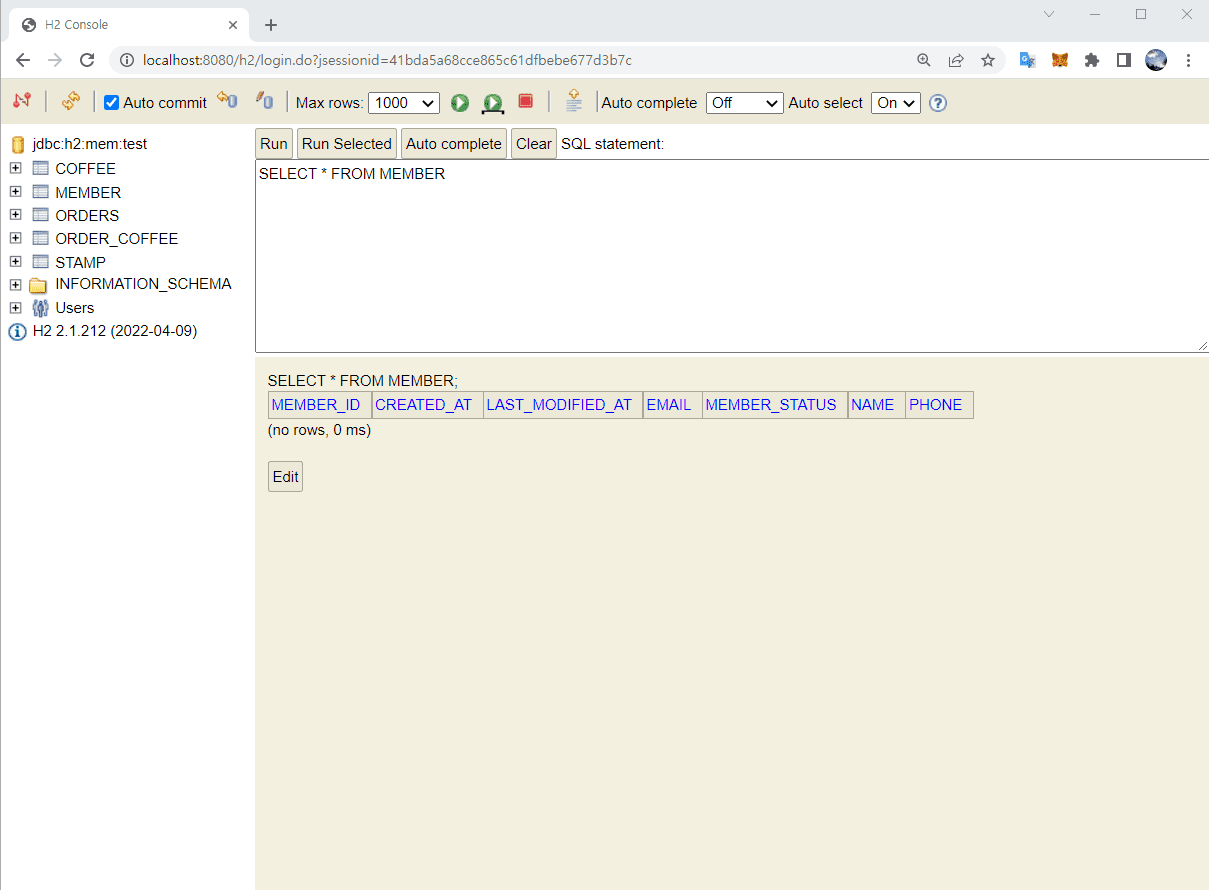 H2 Console
localhost:8080/h2/login.do?jsessionid=41bda5a68cce865c61dfbebe677d3b7c
Auto commit Max rows: 1000 Auto complete Off Auto select On
jdbc:h2:mem:test
COFFEE
MEMBER
ORDERS
ORDER_COFFEE
STAMP
INFORMATION_SCHEMA
Users
H2 2.1.212 (2022-04-09)
Run Run Selected Auto complete Clear SQL statement:
SELECT * FROM MEMBER
SELECT * FROM MEMBER;
MEMBER_ID CREATED_AT LAST_MODIFIED_AT EMAIL MEMBER_STATUS NAME PHONE
(no rows, 0 ms)
Edit